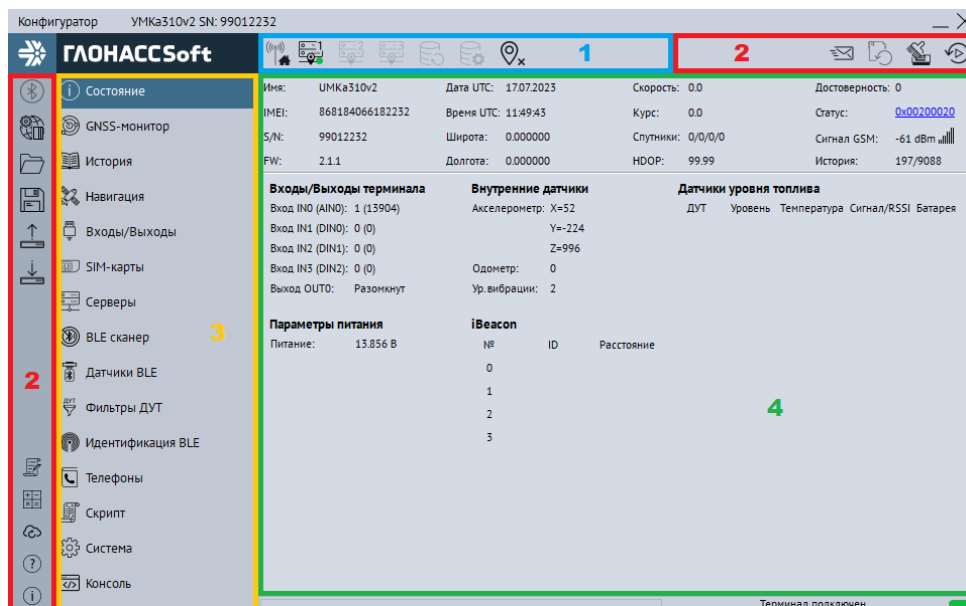 Конфигуратор УМКа310v2 SN: 99012232
ГЛОНАССSoft
1
2
Состояние
GNSS-монитор
История
Навигация
Входы/Выходы
SIM-карты
Серверы
BLE сканер
3
Датчики BLE
2
Фильтры ДУТ
Идентификация BLE
Телефоны
Скрипт
Система
Консоль
Имя: УМКа310v2 Дата UTC: 17.07.2023 Скорость: 0.0 Достоверность: 0
IMEI: 868184066182232 Время UTC: 11:49:43 Курс: 0.0 Статус: 0x00200020
S/N: 99012232 Широта: 0.000000 Спутники: 0/0/0/0 Сигнал GSM: -61 dBm
FW: 2.1.1 Долгота: 0.000000 HDOP: 99.99 История: 197/9088
Входы/Выходы терминала Внутренние датчики Датчики уровня топлива
Вход IN0 (AIN0): 1 (13904) Акселерометр: X=52 ДУТ Уровень Температура Сигнал/RSSI Батарея
Вход IN1 (DIN0): 0 (0) Y=-224
Вход IN2 (DIN1): 0 (0) Z=996
Вход IN3 (DIN2): 0 (0) Одометр: 0
Выход OUT0: Разомкнут Ур.вибрации: 2
Параметры питания iBeacon
Питание: 13.856 В № ID Расстояние
0
1
2
3
4
Терминал подключен